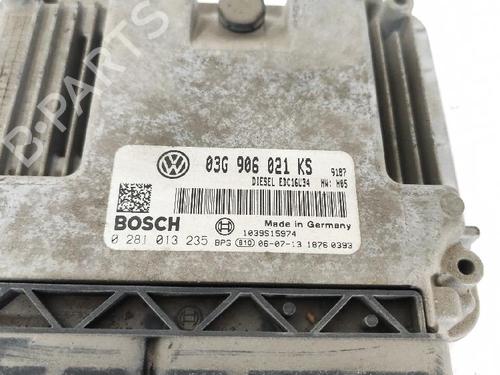 B-PARTS
03G 906 021 KS 9187
DIESEL EDC16U34 HW: H05
BOSCH
Made in Germany
1039S15974
0 281 013 235 BPS 810 06-07-13 1876 0393